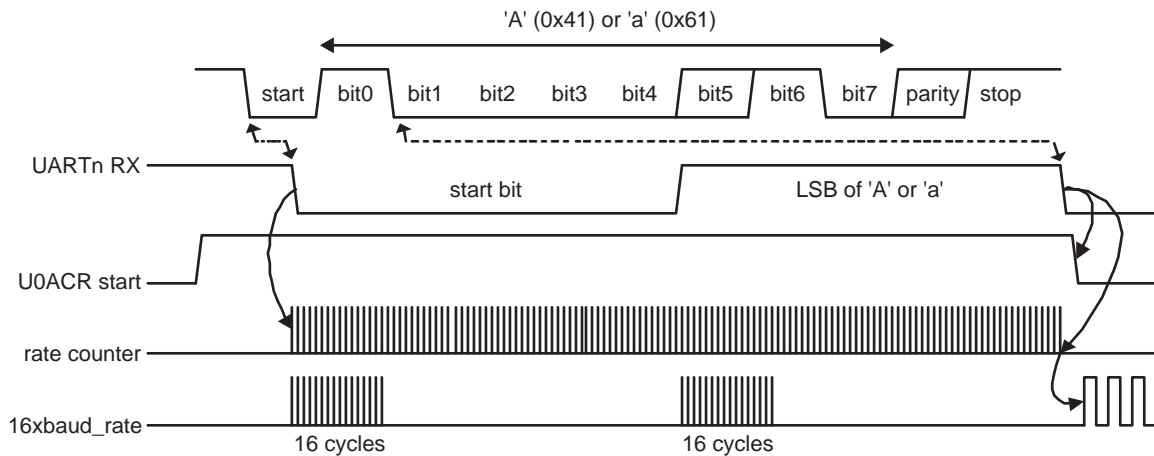 'A' (0x41) or 'a' (0x61)
start bit0 bit1 bit2 bit3 bit4 bit5 bit6 bit7 parity stop
UARTn RX
start bit
LSB of 'A' or 'a'
U0ACR start
rate counter
16xbaud_rate
16 cycles
16 cycles